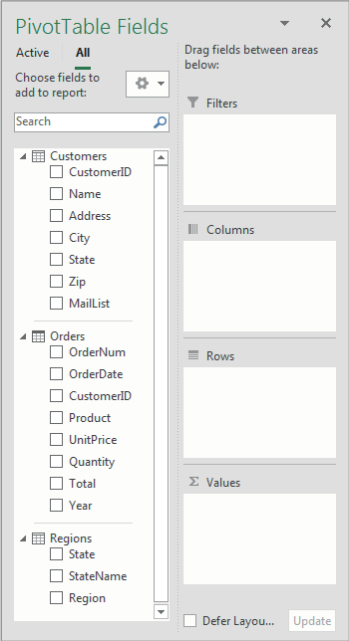 PivotTable Fields
Active All
Choose fields to
add to report:
Search
Customers
CustomerID
Name
Address
City
State
Zip
MailList
Orders
OrderNum
OrderDate
CustomerID
Product
UnitPrice
Quantity
Total
Year
Regions
State
StateName
Region
Drag fields between areas
below:
Filters
Columns
Rows
Σ Values
Defer Layou... Update